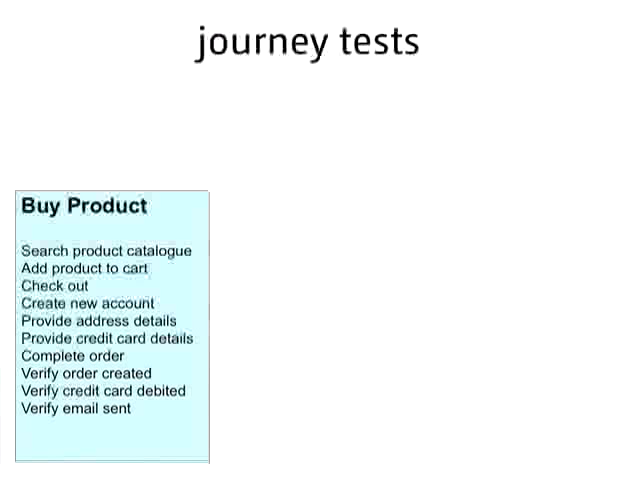 journey tests
Buy Product
Search product catalogue
Add product to cart
Check out
Create new account
Provide address details
Provide credit card details
Complete order
Verify order created
Verify credit card debited
Verify email sent